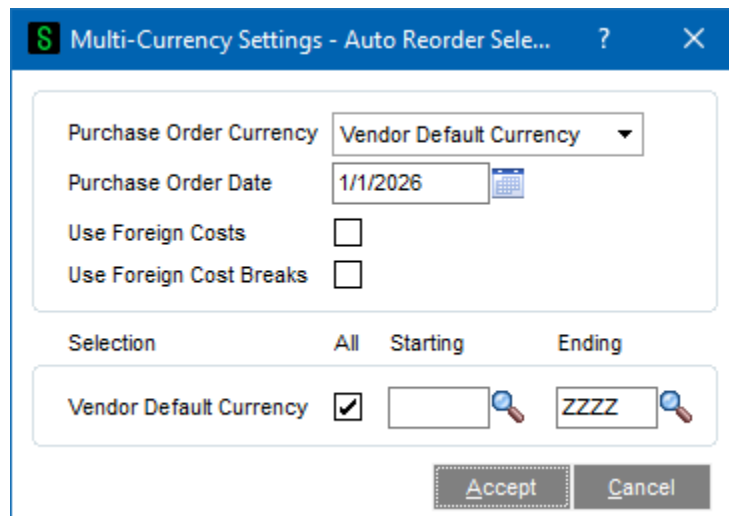 S Multi-Currency Settings - Auto Reorder Sele... ? ×
Purchase Order Currency Vendor Default Currency
Purchase Order Date 1/1/2026
Use Foreign Costs
Use Foreign Cost Breaks
Selection All Starting Ending
Vendor Default Currency ZZZZ
Accept Cancel